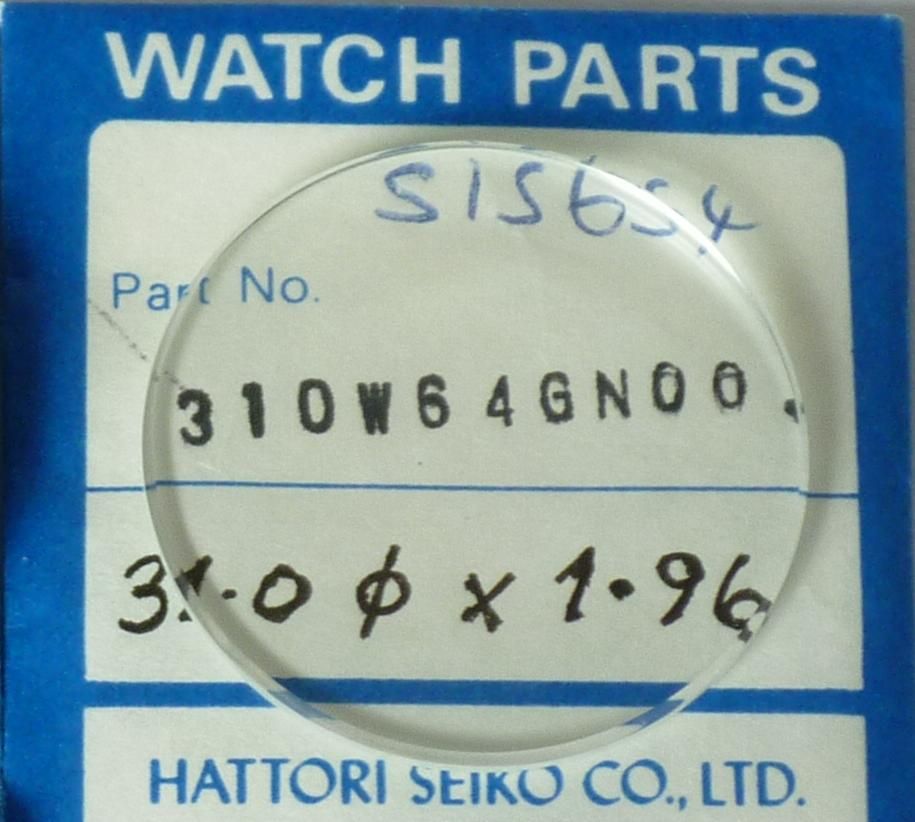 WATCH PARTS
S15654
Part No.
310W64GN00.
31.0 ϕ x 1.96
HATTORI SEIKO CO., LTD.